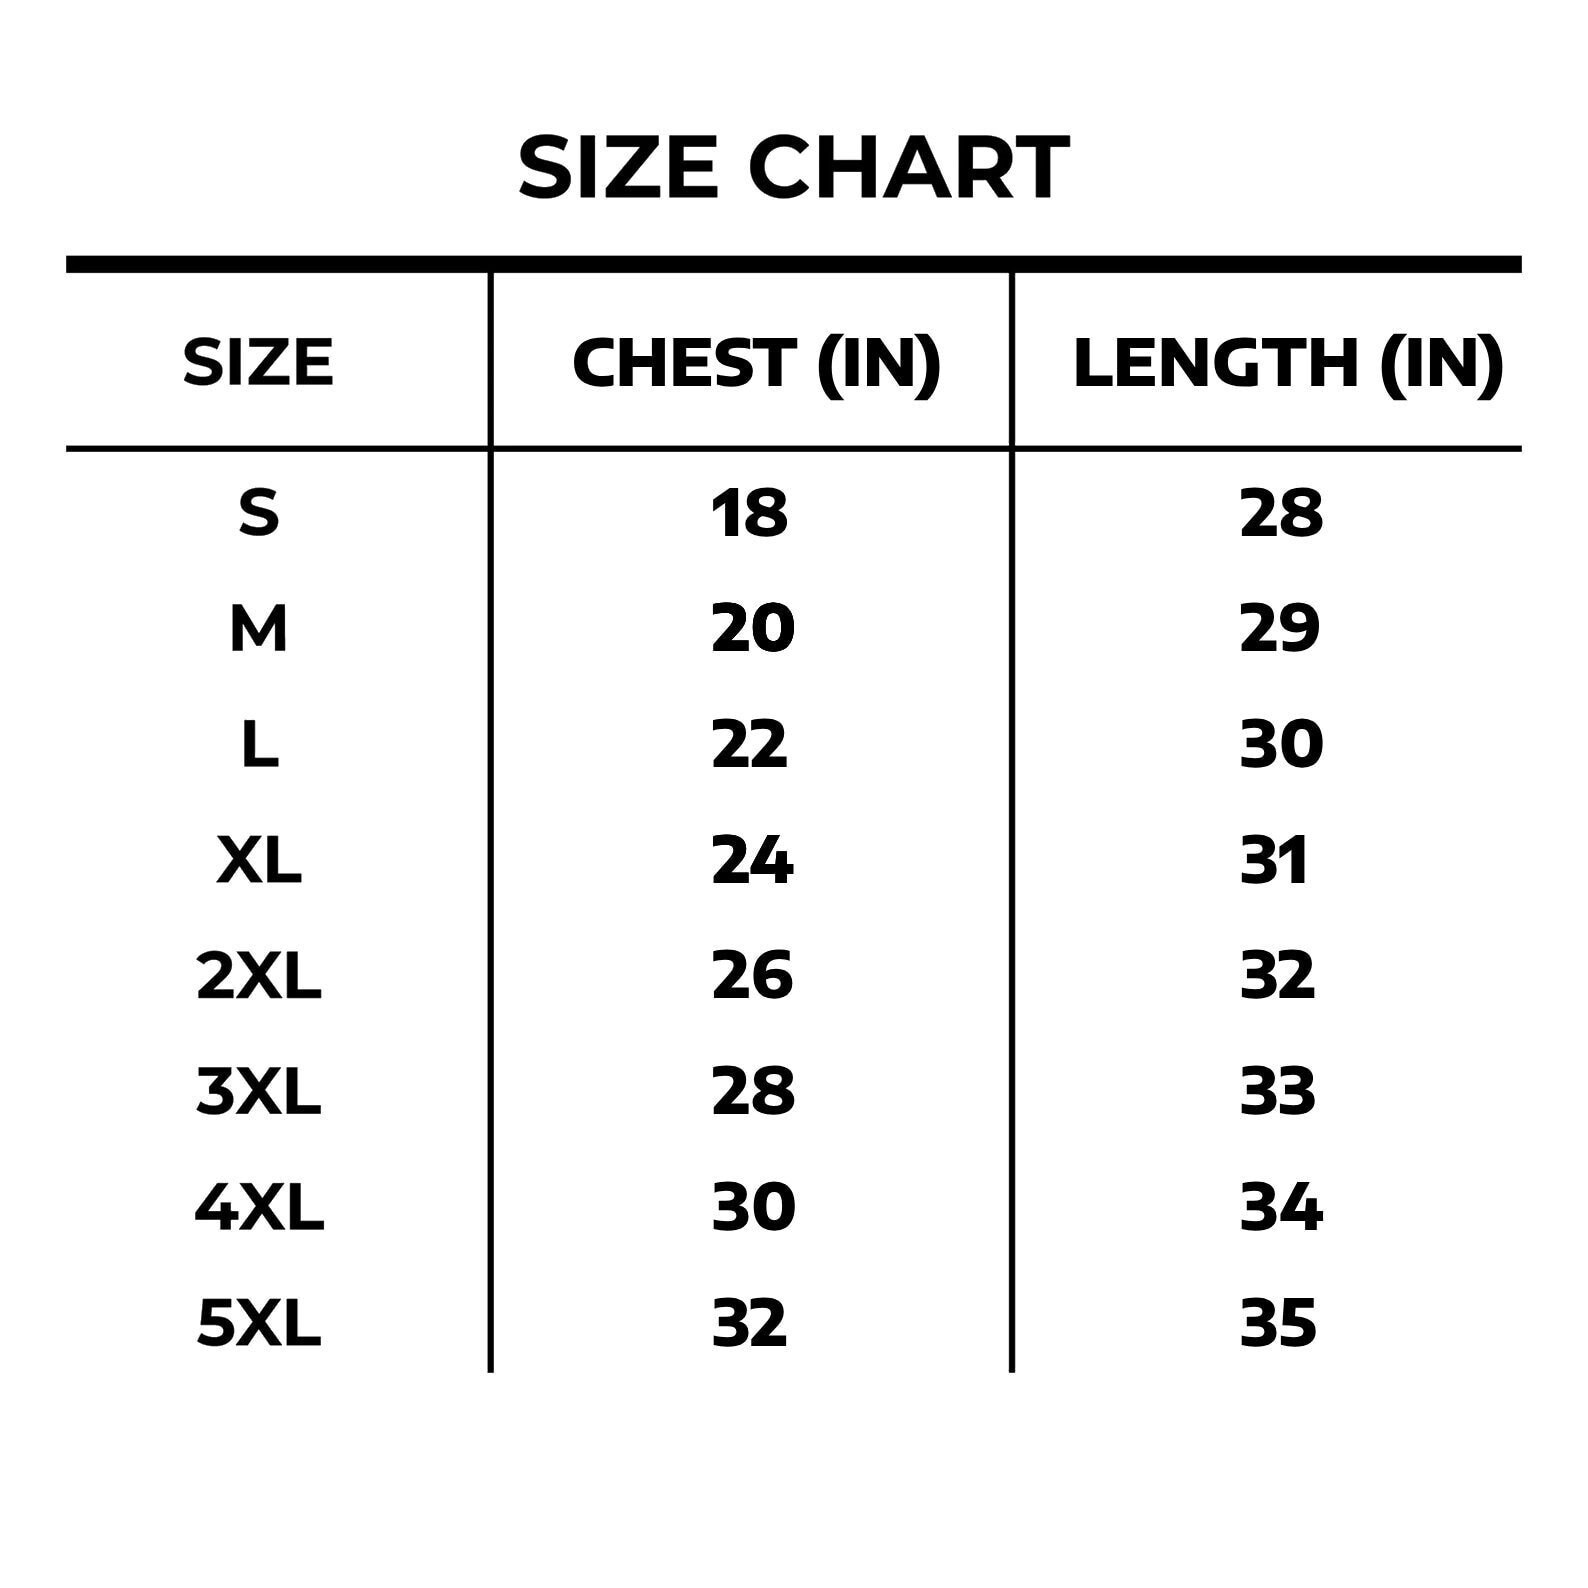 SIZE CHART
SIZE CHEST (IN) LENGTH (IN)
S 18 28
M 20 29
L 22 30
XL 24 31
2XL 26 32
3XL 28 33
4XL 30 34
5XL 32 35